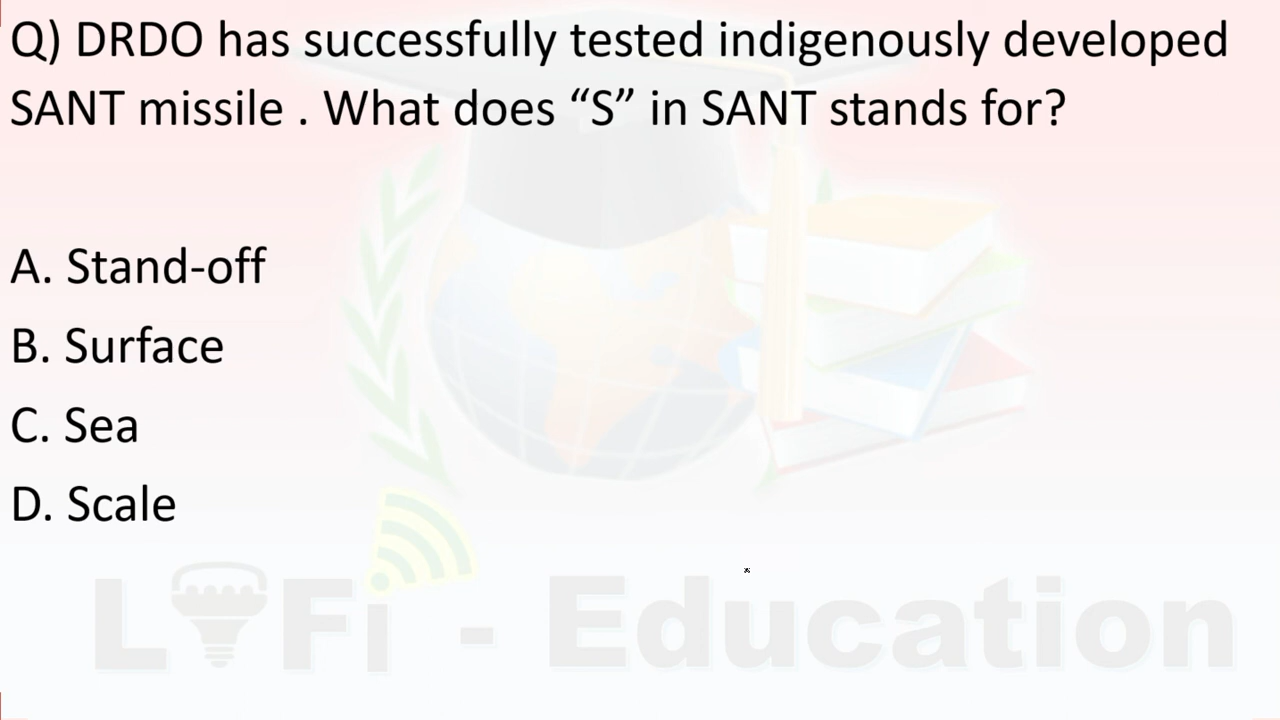 Q) DRDO has successfully tested indigenously developed
SANT missile . What does “S” in SANT stands for?
A. Stand-off
B. Surface
C. Sea
D. Scale
LiFi - Education